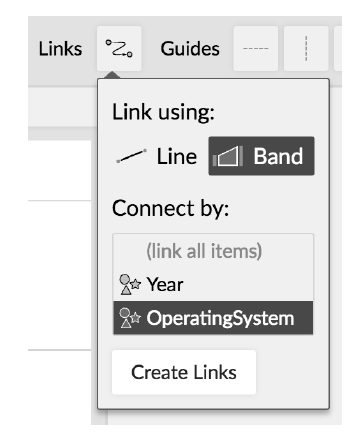 Links Guides
Link using:
Line Band
Connect by:
(link all items)
Year
OperatingSystem
Create Links